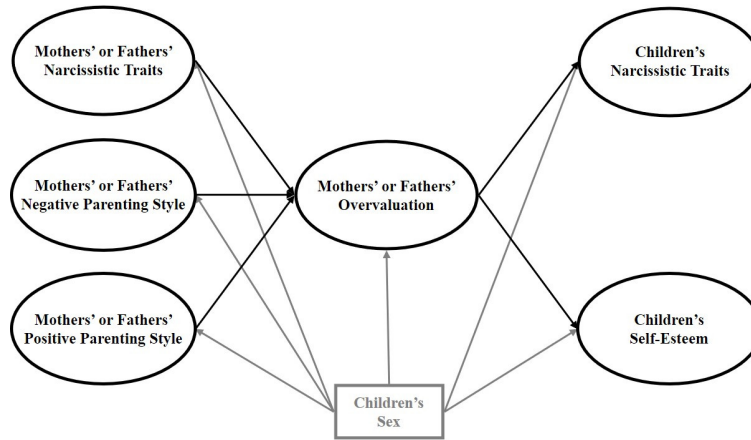 Mothers’ or Fathers’
Narcissistic Traits
Children’s
Narcissistic Traits
Mothers’ or Fathers’
Negative Parenting Style
Mothers’ or Fathers’
Overvaluation
Mothers’ or Fathers’
Positive Parenting Style
Children’s
Self-Esteem
Children’s
Sex